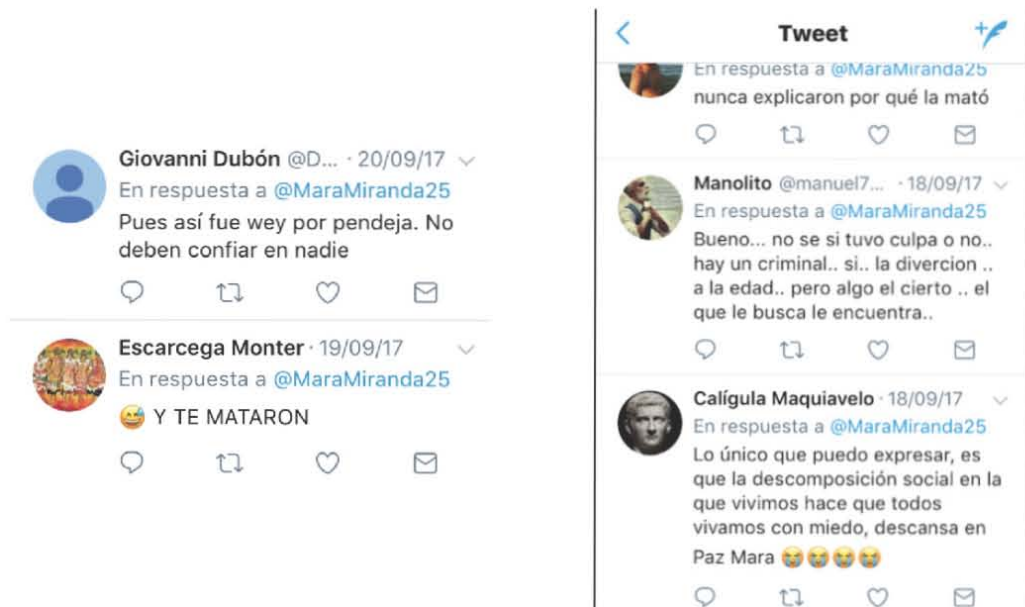 Giovanni Dubón @D... · 20/09/17
En respuesta a @MaraMiranda25
Pues así fue wey por pendeja. No
deben confiar en nadie
Escarcega Monter · 19/09/17
En respuesta a @MaraMiranda25
😅 Y TE MATARON
Tweet
En respuesta a @MaraMiranda25
nunca explicaron por qué la mató
Manolito @manuel7... · 18/09/17
En respuesta a @MaraMiranda25
Bueno... no se si tuvo culpa o no..
hay un criminal.. si.. la divercion ..
a la edad.. pero algo el cierto .. el
que le busca le encuentra..
Calígula Maquiavelo · 18/09/17
En respuesta a @MaraMiranda25
Lo único que puedo expresar, es
que la descomposición social en la
que vivimos hace que todos
vivamos con miedo, descansa en
Paz Mara 😭😭😭😭